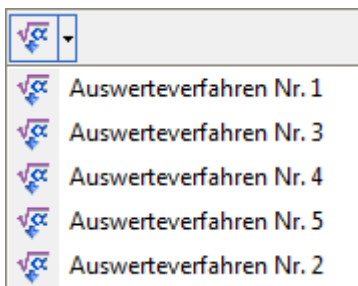 Auswerteverfahren Nr. 1
Auswerteverfahren Nr. 3
Auswerteverfahren Nr. 4
Auswerteverfahren Nr. 5
Auswerteverfahren Nr. 2